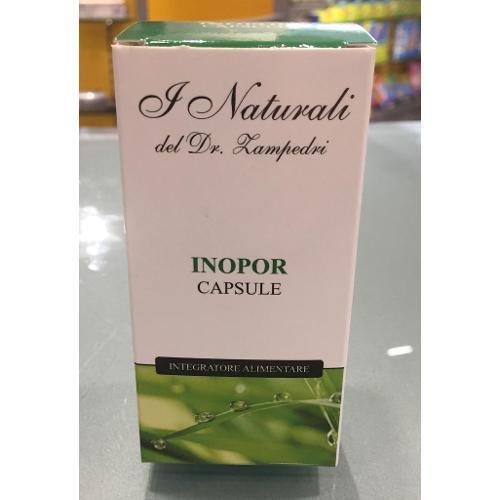 I Naturali
del Dr. Zampedri
INOPOR
CAPSULE
INTEGRATORE ALIMENTARE